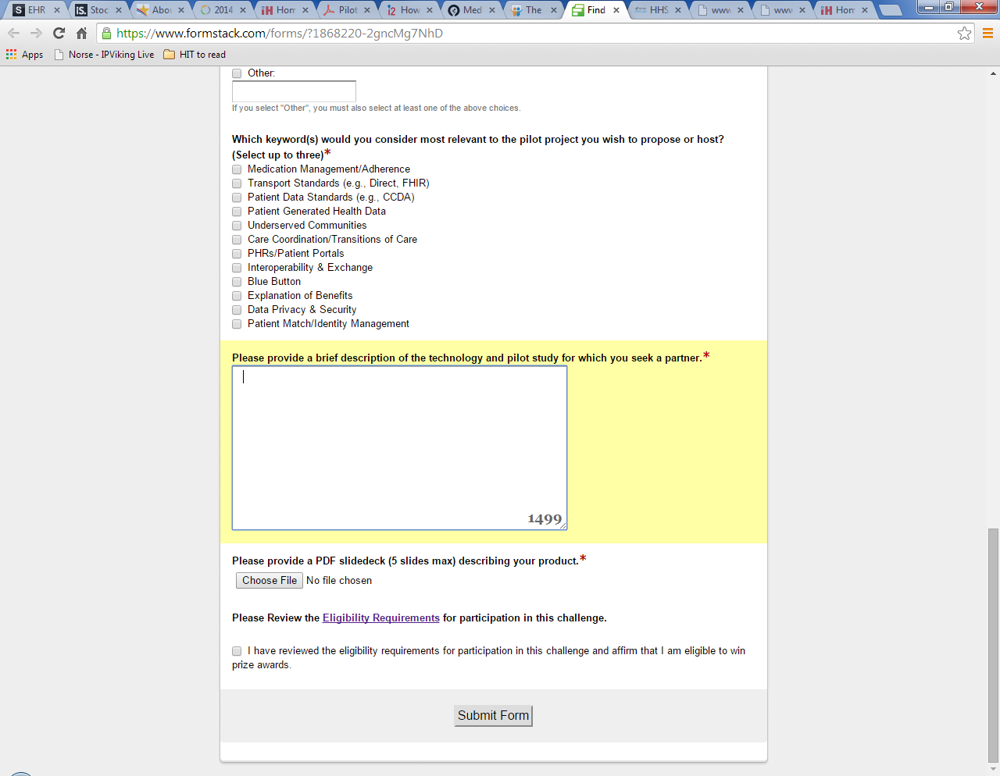 EHR
Stoc
Abou
2014
Hom
Pilot
How
Med
The
Find
HHS
www
www
Hom
https://www.formstack.com/forms/?1868220-2gncMg7NhD
Apps
Norse - IPViking Live
HIT to read
Other:
If you select "Other", you must also select at least one of the above choices.
Which keyword(s) would you consider most relevant to the pilot project you wish to propose or host?
(Select up to three)*
Medication Management/Adherence
Transport Standards (e.g., Direct, FHIR)
Patient Data Standards (e.g., CCDA)
Patient Generated Health Data
Underserved Communities
Care Coordination/Transitions of Care
PHRs/Patient Portals
Interoperability & Exchange
Blue Button
Explanation of Benefits
Data Privacy & Security
Patient Match/Identity Management
Please provide a brief description of the technology and pilot study for which you seek a partner.*
1499
Please provide a PDF slidedeck (5 slides max) describing your product.*
Choose File No file chosen
Please Review the Eligibility Requirements for participation in this challenge.
I have reviewed the eligibility requirements for participation in this challenge and affirm that I am eligible to win
prize awards.
Submit Form